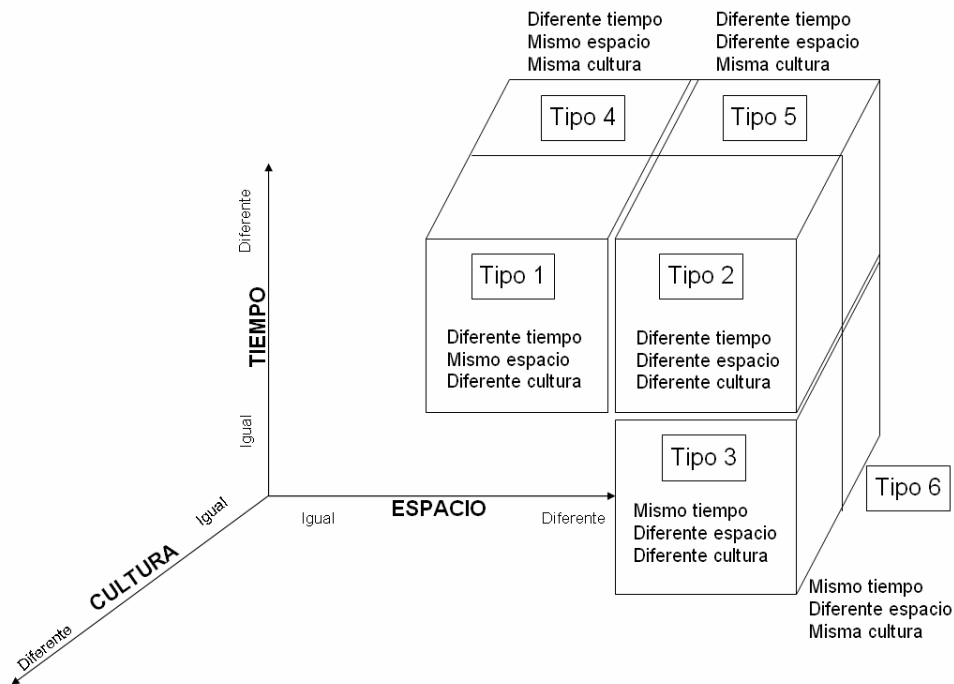 Diferente tiempo
Mismo espacio
Misma cultura
Diferente tiempo
Diferente espacio
Misma cultura
Tipo 4
Tipo 5
Tipo 1
Diferente tiempo
Mismo espacio
Diferente cultura
Tipo 2
Diferente tiempo
Diferente espacio
Diferente cultura
Tipo 3
Mismo tiempo
Diferente espacio
Diferente cultura
Tipo 6
Mismo tiempo
Diferente espacio
Misma cultura
Diferente
TIEMPO
Igual
Igual
ESPACIO
Diferente
Igual
CULTURA
Diferente